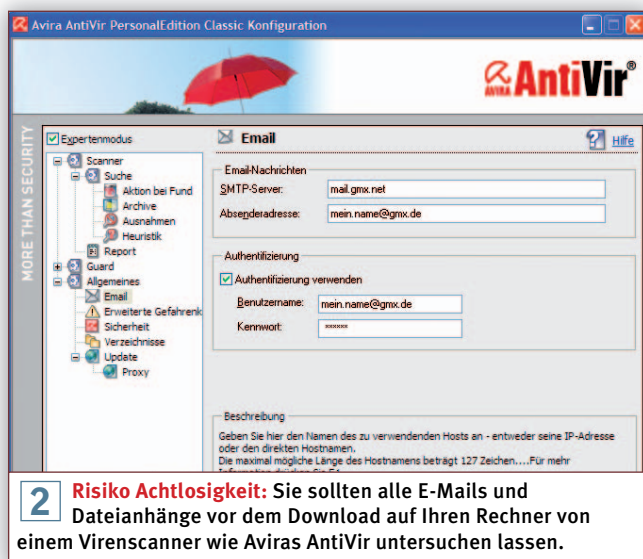 Avira AntiVir PersonalEdition Classic Konfiguration
AVIRA AntiVir®
MORE THAN SECURITY
Expertenmodus
Scanner
Suche
Aktion bei Fund
Archive
Ausnahmen
Heuristik
Report
Guard
Allgemeines
Email
Erweiterte Gefahrenk
Sicherheit
Verzeichnisse
Update
Proxy
Email
Hilfe
Email-Nachrichten
SMTP-Server: mail.gmx.net
Absenderadresse: mein.name@gmx.de
Authentifizierung
Authentifizierung verwenden
Benutzername: mein.name@gmx.de
Kennwort: ******
Beschreibung
Geben Sie hier den Namen des zu verwendenden Hosts an - entweder seine IP-Adresse
oder den direkten Hostnamen.
Die maximal mögliche Länge des Hostnamens beträgt 127 Zeichen....Für mehr
2 Risiko Achtlosigkeit: Sie sollten alle E-Mails und
Dateianhänge vor dem Download auf Ihren Rechner von
einem Virenscanner wie Aviras AntiVir untersuchen lassen.